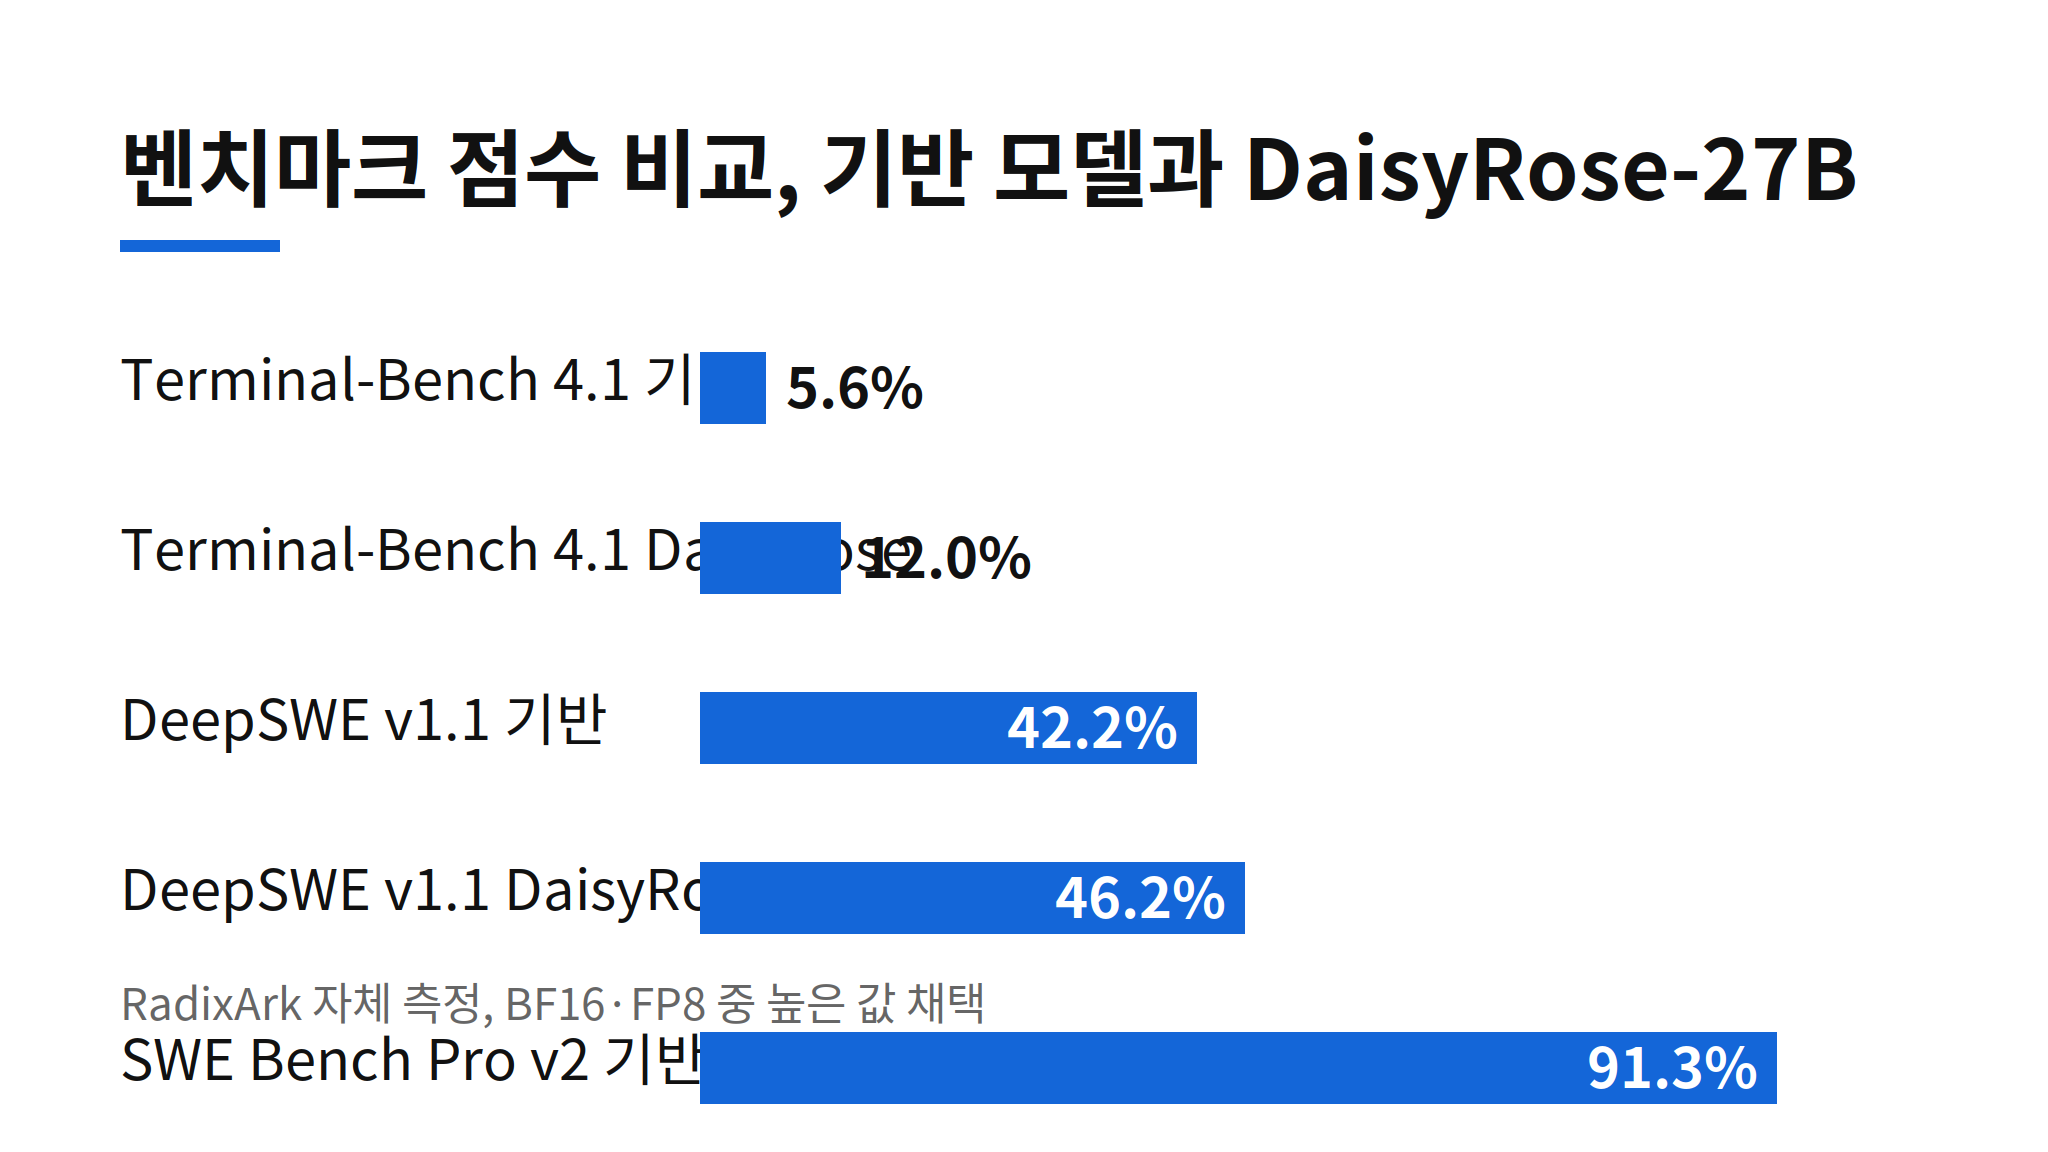 벤치마크 점수 비교, 기반 모델과 DaisyRose-27B
Terminal-Bench 4.1 기
5.6%
Terminal-Bench 4.1
12.0%
DeepSWE v1.1 기반
42.2%
DeepSWE v1.1 DaisyRo
46.2%
RadixArk 자체 측정, BF16·FP8 중 높은 값 채택
SWE Bench Pro v2 기반
91.3%